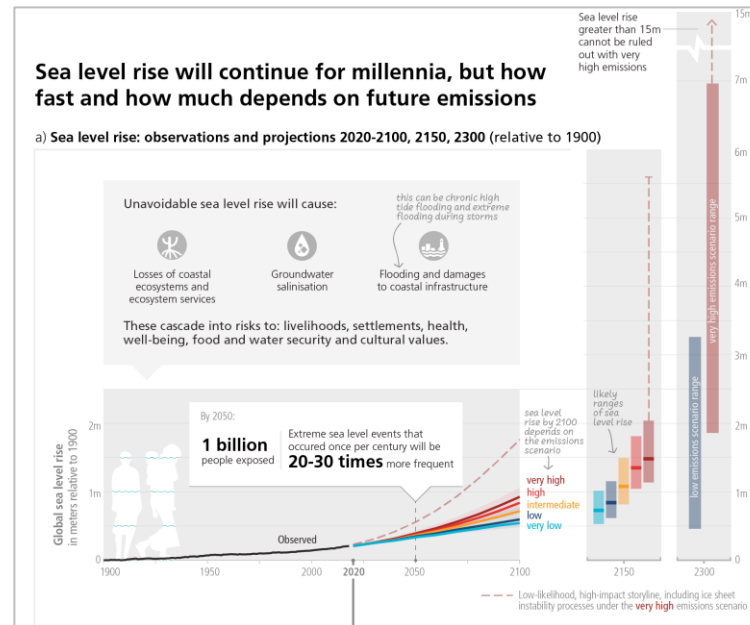 Sea level rise
greater than 15m
cannot be ruled
out with very
high emissions
15m
Sea level rise will continue for millennia, but how
fast and how much depends on future emissions
a) Sea level rise: observations and projections 2020-2100, 2150, 2300 (relative to 1900)
Unavoidable sea level rise will cause:
this can be chronic high
tide flooding and extreme
flooding during storms
Losses of coastal
ecosystems and
ecosystem services
Groundwater
salinisation
Flooding and damages
to coastal infrastructure
These cascade into risks to: livelihoods, settlements, health,
well-being, food and water security and cultural values.
Global sea level rise
in meters relative to 1900
2m
1m
0
By 2050:
1 billion
people exposed
Extreme sea level events that
occured once per century will be
20-30 times more frequent
Observed
sea level
rise by 2100
depends on
the emissions
scenario
very high
high
intermediate
low
very low
1900
1950
2000
2020
2050
2100
likely
ranges
of sea
level rise
2150
low emissions scenario range
very high emissions scenario range
7m
6m
5m
4m
3m
2m
1m
0
2300
Low-likelihood, high-impact storyline, including ice sheet
instability processes under the very high emissions scenario